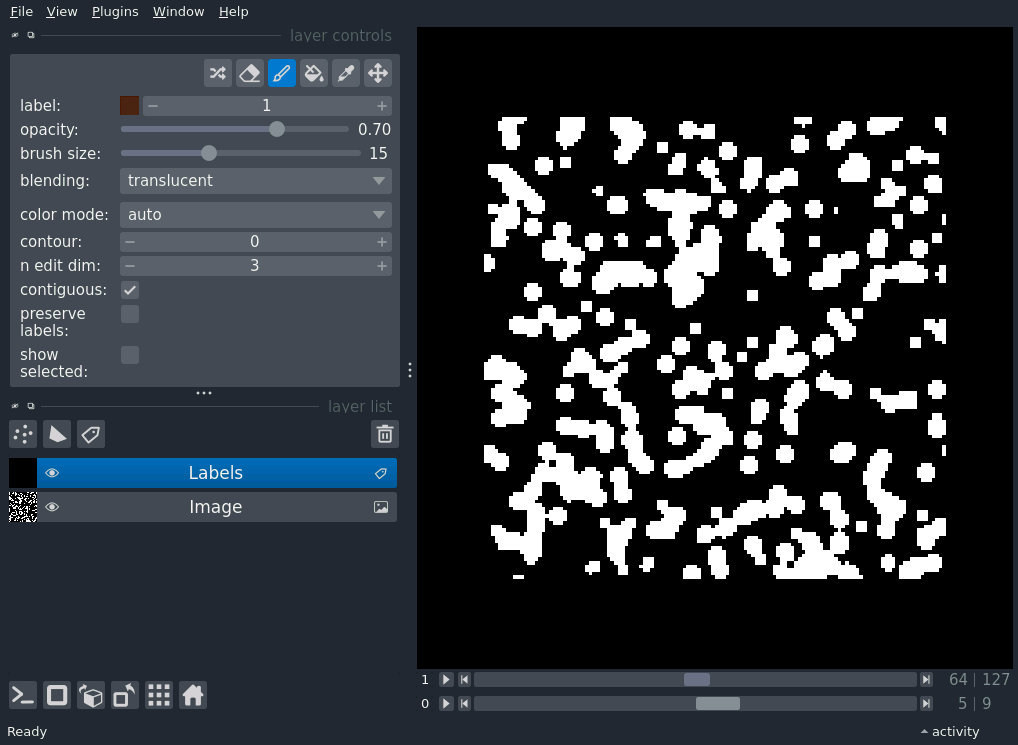 File View Plugins Window Help
layer controls
label: 1
opacity: 0.70
brush size: 15
blending: translucent
color mode: auto
contour: 0
n edit dim: 3
contiguous:
preserve
labels:
show
selected:
layer list
Labels
Image
1 64 | 127
0 5 | 9
Ready activity